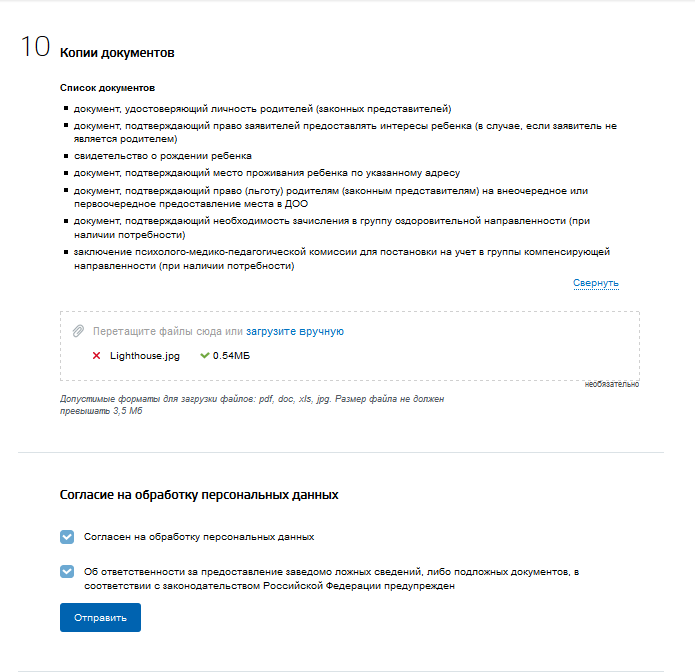 10 Копии документов
Список документов
документ, удостоверяющий личность родителей (законных представителей)
документ, подтверждающий право заявителей предоставлять интересы ребенка (в случае, если заявитель не
является родителем)
свидетельство о рождении ребенка
документ, подтверждающий место проживания ребенка по указанному адресу
документ, подтверждающий право (льготу) родителям (законным представителям) на внеочередное или
первоочередное предоставление места в ДОО
документ, подтверждающий необходимость зачисления в группу оздоровительной направленности (при
наличии потребности)
заключение психолого-медико-педагогической комиссии для постановки на учет в группы компенсирующей
направленности (при наличии потребности)
Свернуть
Перетащите файлы сюда или загрузите вручную
Lighthouse.jpg 0.54МБ
необязательно
Допустимые форматы для загрузки файлов: pdf, doc, xls, jpg. Размер файла не должен
превышать 3,5 Мб
Согласие на обработку персональных данных
Согласен на обработку персональных данных
Об ответственности за предоставление заведомо ложных сведений, либо подложных документов, в
соответствии с законодательством Российской Федерации предупрежден
Отправить